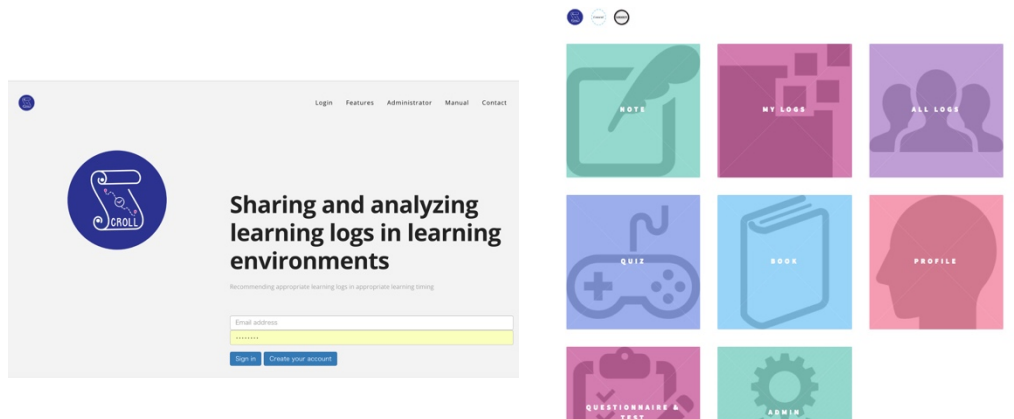 Login Features Administrator Manual Contact
CROLL
Sharing and analyzing
learning logs in learning
environments
Recommending appropriate learning logs in appropriate learning timing
Email address
Sign in Create your account
NOTE
MY LOGS
ALL LOGS
QUIZ
BOOK
PROFILE
QUESTIONNAIRE &
TEST
ADMIN